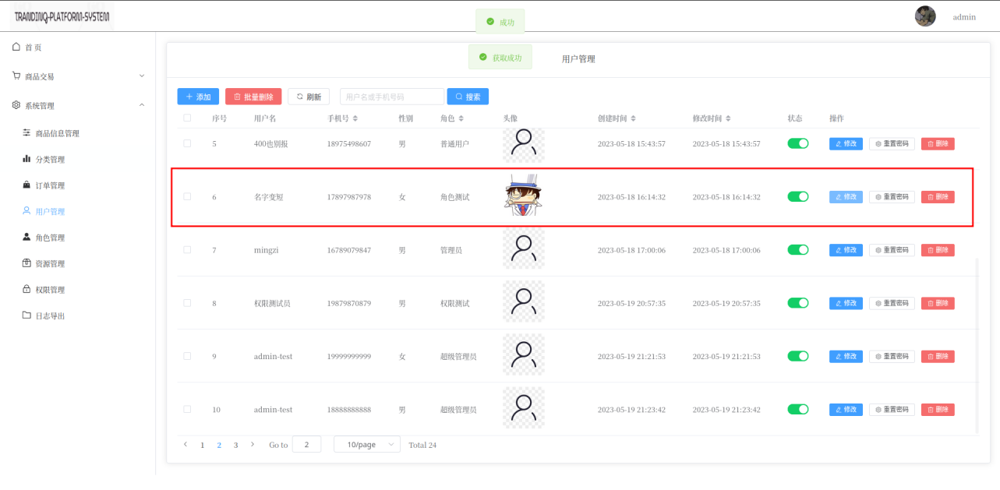 TRANDINQ-PLATFORM-SYSTEM
成功
admin
首页
商品交易
系统管理
商品信息管理
分类管理
订单管理
用户管理
角色管理
资源管理
权限管理
日志导出
获取成功
用户管理
添加 批量删除 刷新 用户名或手机号码 搜索
序号 用户名 手机号 性别 角色 头像 创建时间 修改时间 状态 操作
5 400也别报 18975498607 男 普通用户 2023-05-18 15:43:57 2023-05-18 15:43:57 修改 重置密码 删除
6 名字变短 17897987978 女 角色测试 2023-05-18 16:14:32 2023-05-18 16:14:32 修改 重置密码 删除
7 mingzi 16789079847 男 管理员 2023-05-18 17:00:06 2023-05-18 17:00:06 修改 重置密码 删除
8 权限测试员 19879870879 男 权限测试 2023-05-19 20:57:35 2023-05-19 20:57:35 修改 重置密码 删除
9 admin-test 19999999999 女 超级管理员 2023-05-19 21:21:53 2023-05-19 21:21:53 修改 重置密码 删除
10 admin-test 18888888888 男 超级管理员 2023-05-19 21:23:42 2023-05-19 21:23:42 修改 重置密码 删除
1 2 3 Go to 2 10/page Total 24